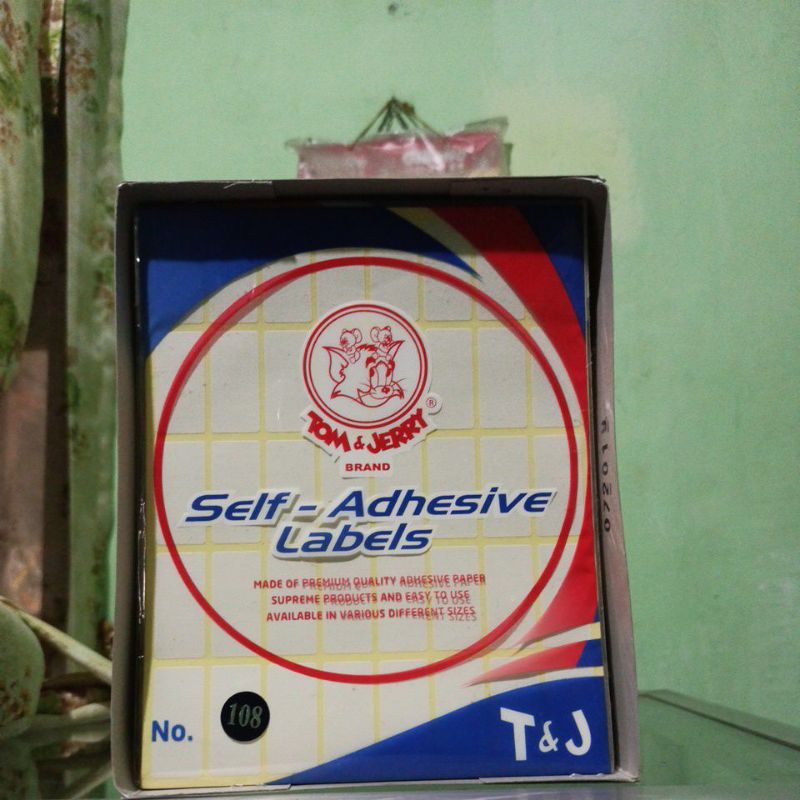 TOM & JERRY ®
BRAND
Self - Adhesive
Labels
MADE OF PREMIUM QUALITY ADHESIVE PAPER
SUPREME PRODUCTS AND EASY TO USE
AVAILABLE IN VARIOUS DIFFERENT SIZES
No. 108
T&J